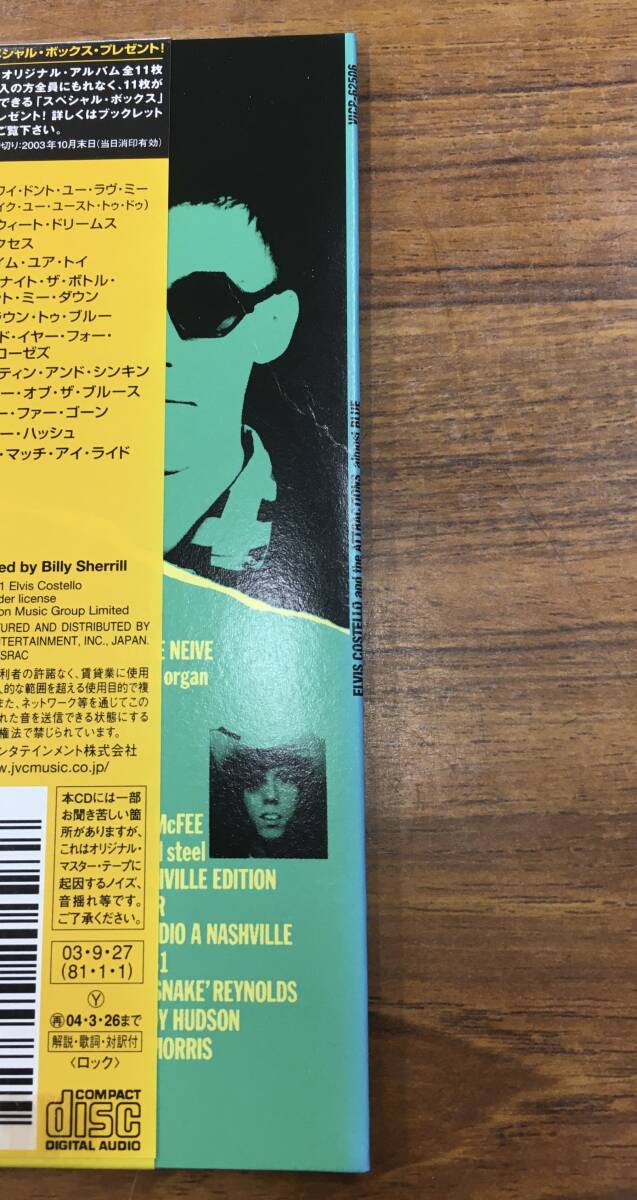 ペシャル・ボックス・プレゼント!
オリジナル・アルバム全11枚
入の方全員にもれなく、11枚が
できる「スペシャル・ボックス」
レゼント! 詳しくはブックレット
ご覧下さい。
切り:2003年10月末日(当日消印有効)
ワイ・ドント・ユー・ラヴ・ミー
イク・ユー・ユースト・トゥ・ドゥ)
ウィート・ドリームス
クセス
イム・ユア・トイ
ナイト・ザ・ボトル・
ット・ミー・ダウン
ラウン・トゥ・ブルー
ド・イヤー・フォー・
ローゼズ
ティン・アンド・シンキン
ー・オブ・ザ・ブルース
ー・ファー・ゴーン
ー・ハッシュ
・マッチ・アイ・ライド
ed by Billy Sherrill
1 Elvis Costello
der license
on Music Group Limited
TURED AND DISTRIBUTED BY
NTERTAINMENT, INC., JAPAN.
SRAC
利者の許諾なく、賃貸業に使用
人的な範囲を超える使用目的で複
また、ネットワーク等を通じてこの
れた音を送信できる状態にする
権法で禁じられています。
ンタテインメント株式会社
w.jvcmusic.co.jp/
本CDには一部
お聞き苦しい箇
所がありますが、
これはオリジナル・
マスター・テープに
起因するノイズ、
音揺れ等です。
ご了承ください。
03・9・27
(81・1・1)
Y
再04・3・26まで
解説・歌詞・対訳付
〈ロック〉
COMPACT
disc
DIGITAL AUDIO
E NEIVE
organ
McFEE
l steel
HVILLE EDITION
R
DIO A NASHVILLE
1
SNAKE' REYNOLDS
Y HUDSON
MORRIS
VICP-62506
ELVIS COSTELLO and the ATTRACTIONS almost BLUE